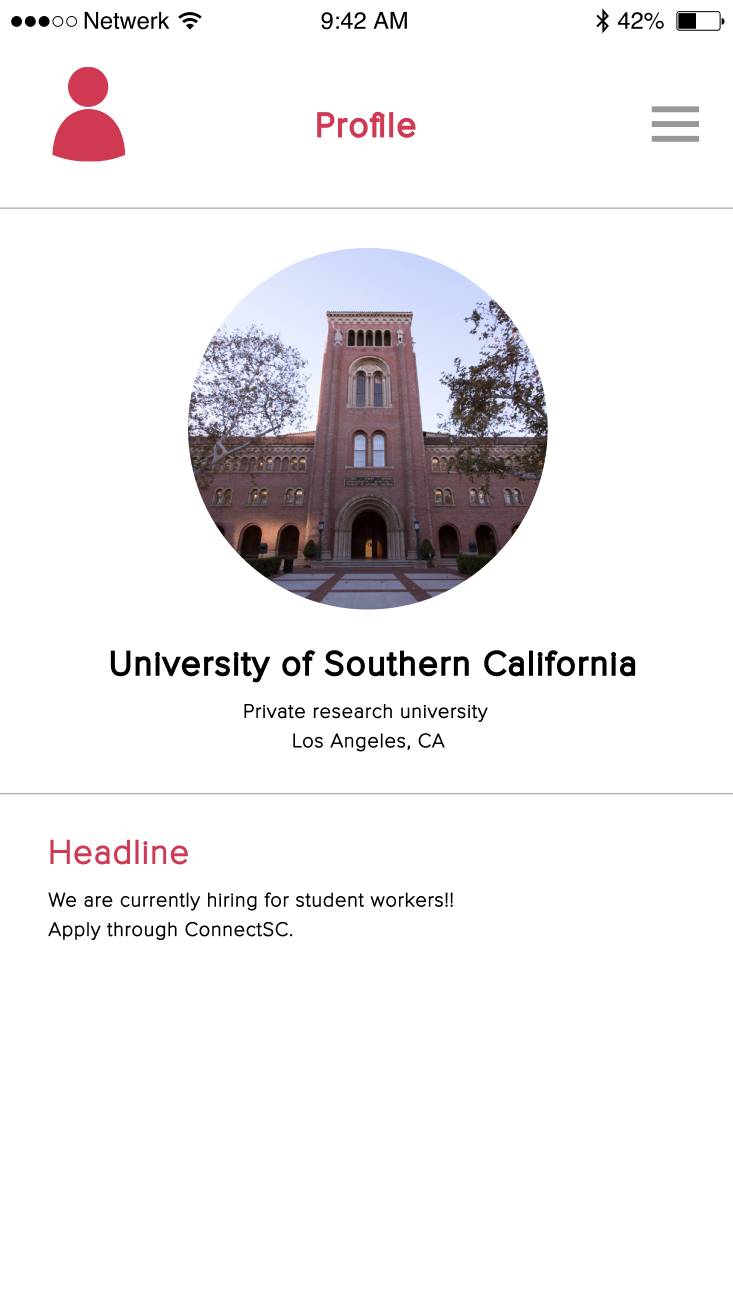 Netwerk 9:42 AM 42%
Profile
University of Southern California
Private research university
Los Angeles, CA
Headline
We are currently hiring for student workers!!
Apply through ConnectSC.